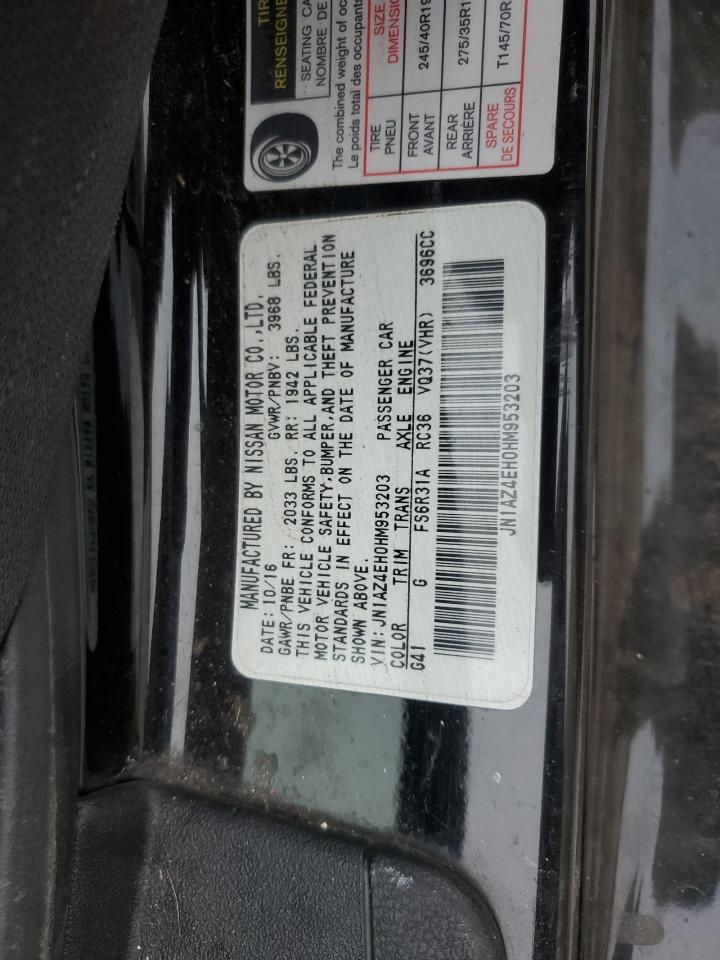 TIRE
RENSEIGNE
SEATING CA
NOMBRE DE
The combined weight of oc
Le poids total des occupants
TIRE SIZE
PNEU DIMENSIO
FRONT 245/40R19
AVANT
REAR 275/35R1
ARRIÈRE
SPARE T145/70R
DE SECOURS
MANUFACTURED BY NISSAN MOTOR CO.,LTD.
DATE: 10/16 GVWR/PNBV: 3968 LBS.
GAWR/PNBE FR: 2033 LBS. RR: 1942 LBS.
THIS VEHICLE CONFORMS TO ALL APPLICABLE FEDERAL
MOTOR VEHICLE SAFETY,BUMPER,AND THEFT PREVENTION
STANDARDS IN EFFECT ON THE DATE OF MANUFACTURE
SHOWN ABOVE.
VIN:JN1AZ4EH0HM953203 PASSENGER CAR
COLOR TRIM TRANS AXLE ENGINE
G41 G FS6R31A RC36 VQ37(VHR) 3696CC
JN1AZ4EH0HM953203